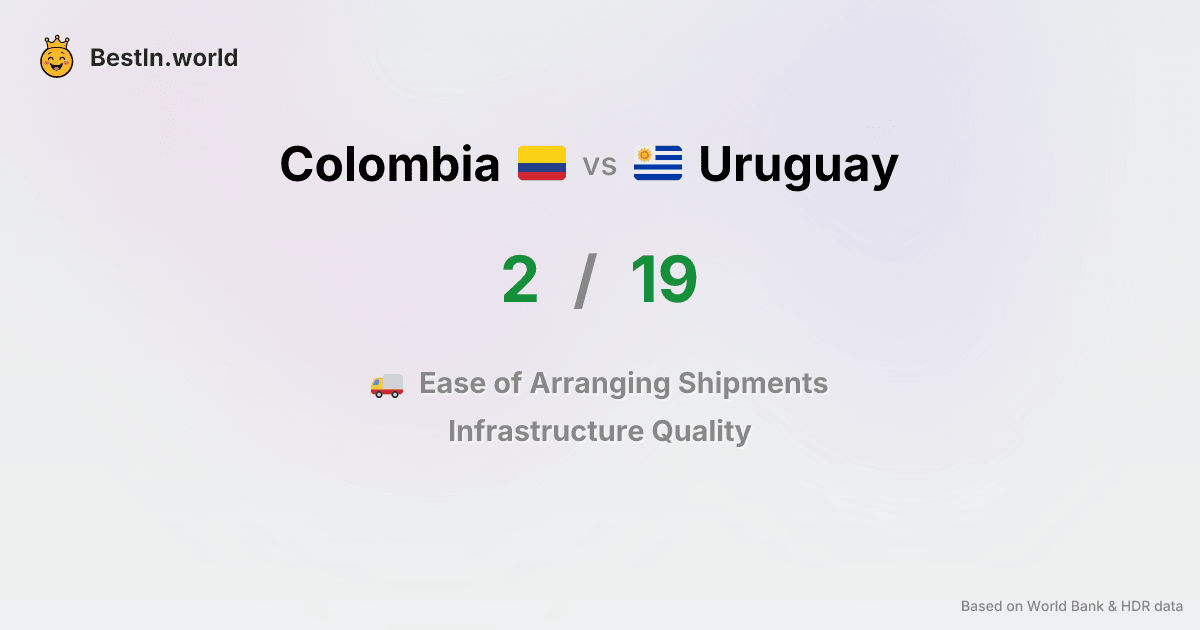 BestIn.world
Colombia vs Uruguay
2 / 19
Ease of Arranging Shipments
Infrastructure Quality
Based on World Bank & HDR data